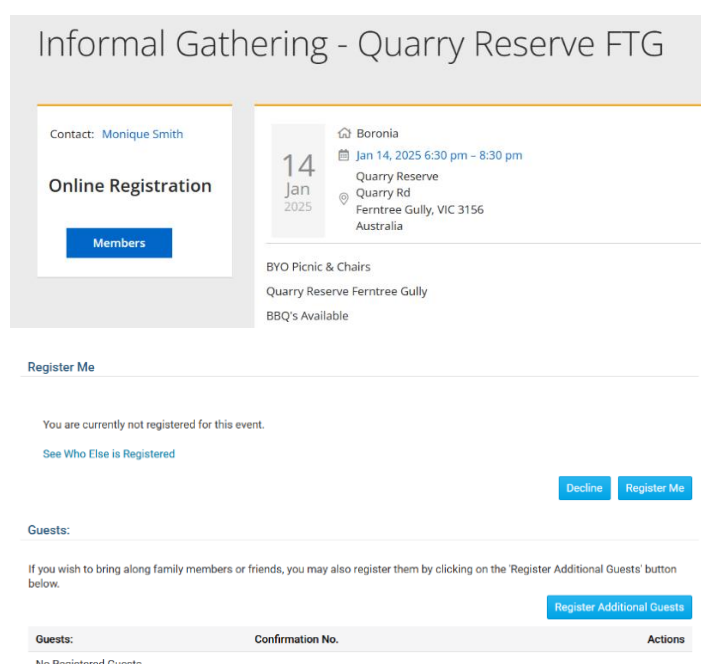 Informal Gathering - Quarry Reserve FTG
Contact: Monique Smith
Online Registration
Members
14
Jan
2025
Boronia
Jan 14, 2025 6:30 pm – 8:30 pm
Quarry Reserve
Quarry Rd
Ferntree Gully, VIC 3156
Australia
BYO Picnic & Chairs
Quarry Reserve Ferntree Gully
BBQ's Available
Register Me
You are currently not registered for this event.
See Who Else is Registered
Decline Register Me
Guests:
If you wish to bring along family members or friends, you may also register them by clicking on the 'Register Additional Guests' button
below.
Register Additional Guests
Guests: Confirmation No. Actions
No Registered Guests